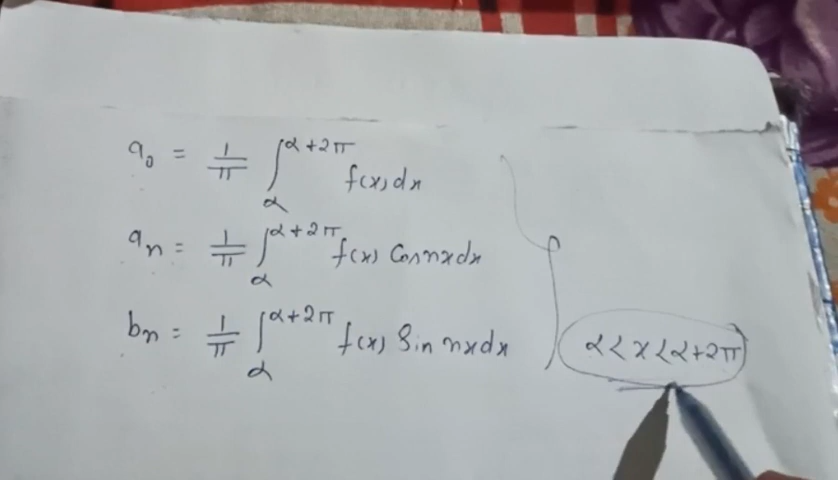 a₀ = 1/π ∫_α^{α+2π} f(x) dx
aₙ = 1/π ∫_α^{α+2π} f(x) Cos nx dx
bₙ = 1/π ∫_α^{α+2π} f(x) Sin nx dx
α < x < α+2π